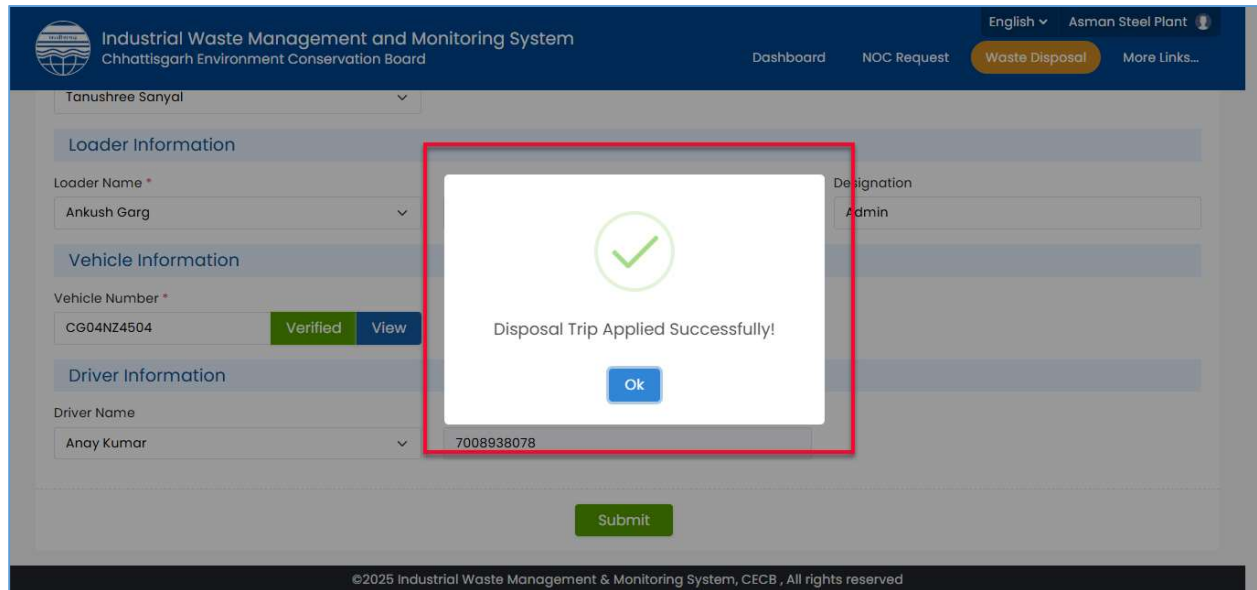 English Asman Steel Plant
Industrial Waste Management and Monitoring System
Chhattisgarh Environment Conservation Board
Dashboard NOC Request Waste Disposal More Links...
Tanushree Sanyal
Loader Information
Loader Name *
Designation
Ankush Garg
Admin
Vehicle Information
Vehicle Number *
CG04NZ4504 Verified View
Disposal Trip Applied Successfully!
Ok
Driver Information
Driver Name
Anay Kumar
7008938078
Submit
©2025 Industrial Waste Management & Monitoring System, CECB , All rights reserved